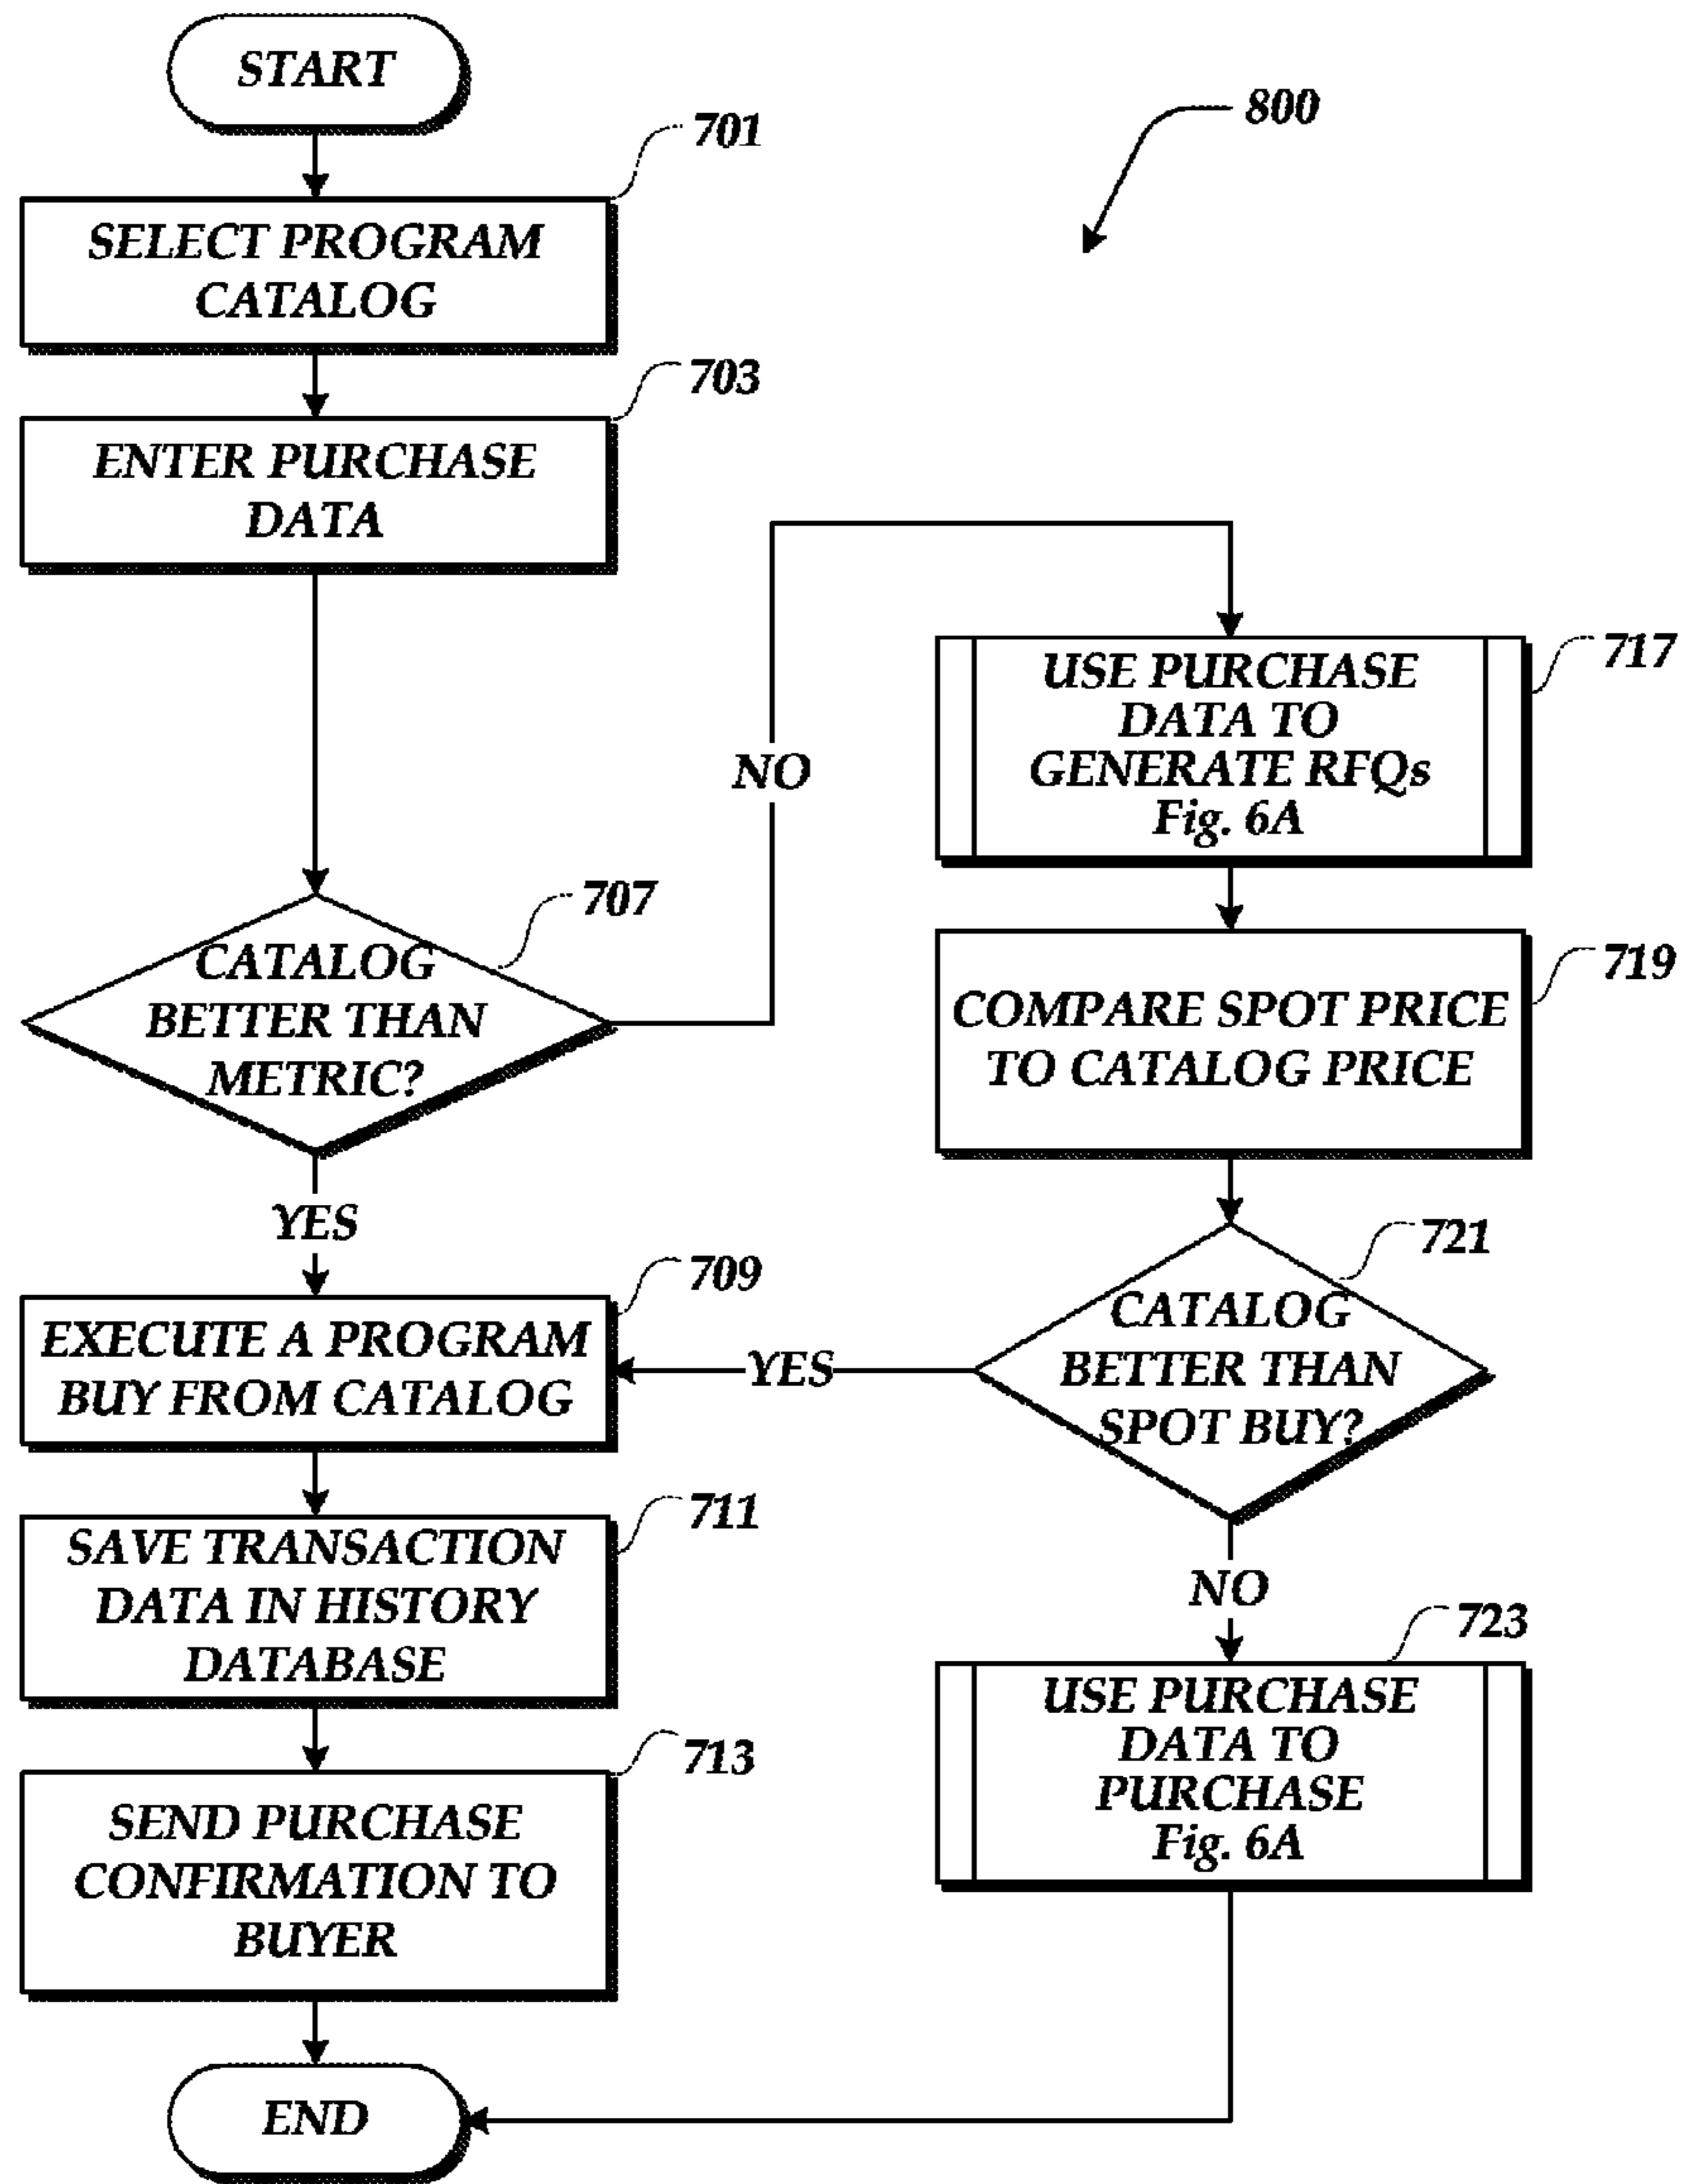 START
800
701
SELECT PROGRAM
CATALOG
703
ENTER PURCHASE
DATA
707
CATALOG
BETTER THAN
METRIC?
NO
YES
717
USE PURCHASE
DATA TO
GENERATE RFQs
Fig. 6A
719
COMPARE SPOT PRICE
TO CATALOG PRICE
721
CATALOG
BETTER THAN
SPOT BUY?
YES
NO
709
EXECUTE A PROGRAM
BUY FROM CATALOG
711
SAVE TRANSACTION
DATA IN HISTORY
DATABASE
713
SEND PURCHASE
CONFIRMATION TO
BUYER
723
USE PURCHASE
DATA TO
PURCHASE
Fig. 6A
END